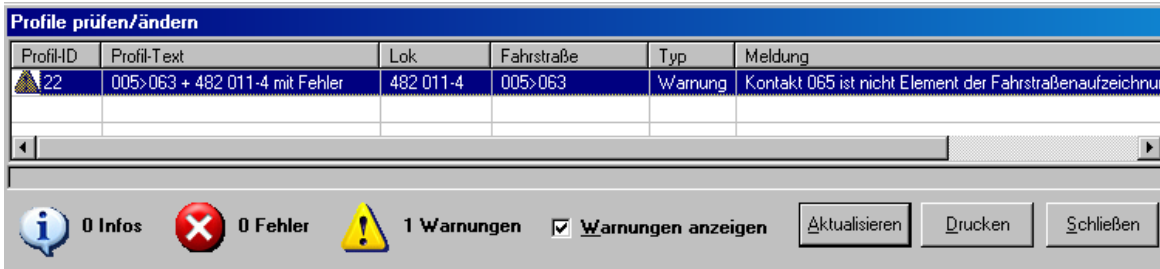 Profile prüfen/ändern
Profil-ID Profil-Text Lok Fahrstraße Typ Meldung
22 005>063 + 482 011-4 mit Fehler 482 011-4 005>063 Warnung Kontakt 065 ist nicht Element der Fahrstraßenaufzeichnu
0 Infos 0 Fehler 1 Warnungen Warnungen anzeigen Aktualisieren Drucken Schließen